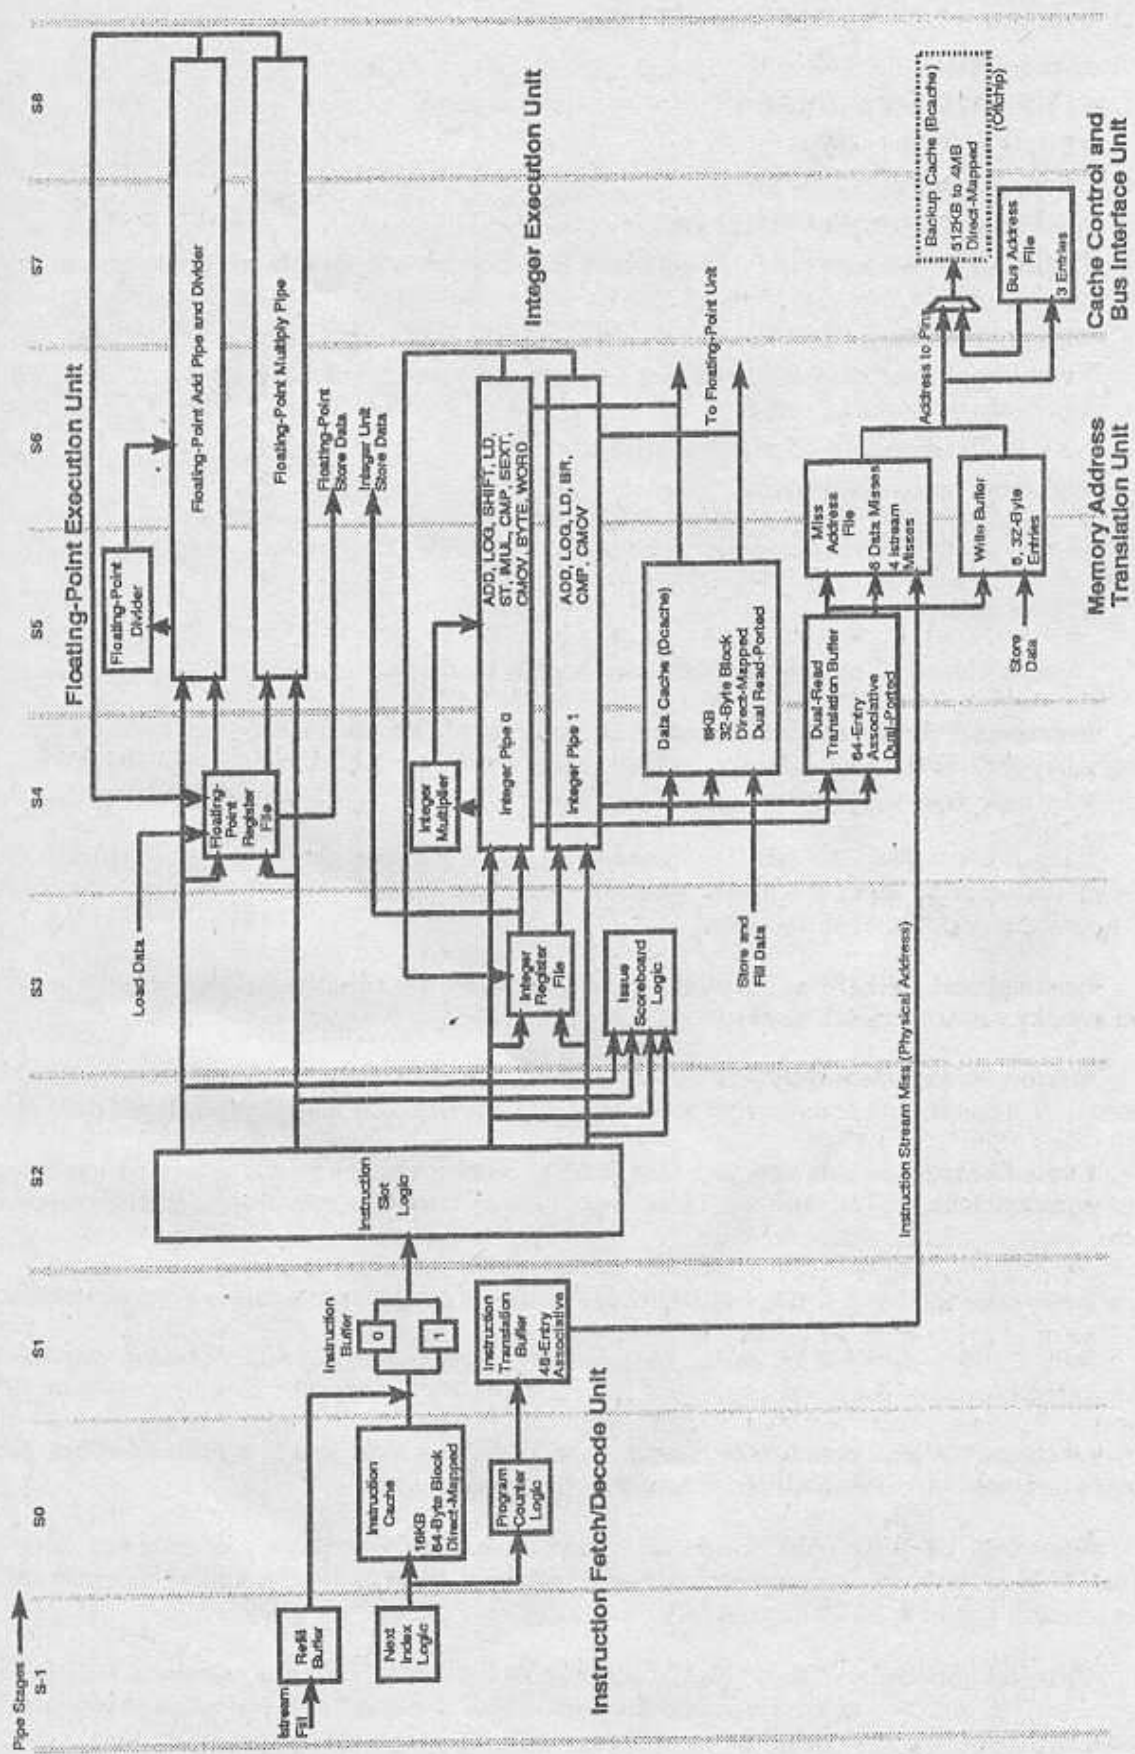 Pipe Stages
S-1
S0
S1
S2
S3
S4
S5
S6
S7
S8
Floating-Point Execution Unit
Floating-Point
Divider
Floating-Point Add Pipe and Divider
Floating-Point Multiply Pipe
Load Data
Floating-
Point
Register
File
Floating-Point
Store Data
Integer Unit
Store Data
Integer Execution Unit
Istream
Fill
Refill
Buffer
Next
Index
Logic
Instruction
Cache
16KB
64-Byte Block
Direct-Mapped
Program
Counter
Logic
Instruction
Buffer
0
1
Instruction
Translation
Buffer
48-Entry
Associative
Instruction Fetch/Decode Unit
Instruction
Slot
Logic
Integer
Register
File
Issue
Scoreboard
Logic
Integer
Multiplier
Integer Pipe 0
ADD, LOG, SHIFT, LD,
ST, IMUL, CMP, SEXT,
CMOV, BYTE, WORD
Integer Pipe 1
ADD, LOG, LD, BR,
CMP, CMOV
Store and
Fill Data
Data Cache (Dcache)
8KB
32-Byte Block
Direct-Mapped
Dual Read-Ported
To Floating-Point Unit
Dual-Read
Translation Buffer
64-Entry
Associative
Dual-Ported
Instruction Stream Miss (Physical Address)
Miss
Address
File
6 Data Misses
4 istream
Misses
Write Buffer
6, 32-Byte
Entries
Store
Data
Memory Address
Translation Unit
Address to Pins
Backup Cache (Bcache)
512KB to 4MB
Direct-Mapped
(Offchip)
Bus Address
File
3 Entries
Cache Control and
Bus Interface Unit